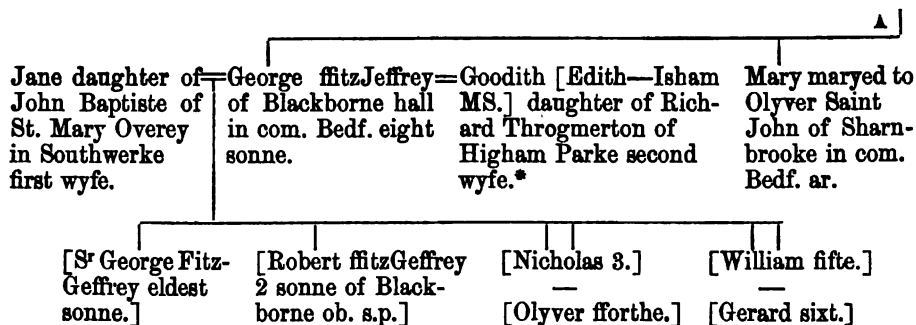 A
Jane daughter of
John Baptiste of
St. Mary Overey
in Southwerke
first wyfe.
George ffitzJeffrey
of Blackborne hall
in com. Bedf. eight
sonne.
Goodith [Edith—Isham
MS.] daughter of Rich-
ard Throgmerton of
Higham Parke second
wyfe.*
Mary maryed to
Olyver Saint
John of Sharn-
brooke in com.
Bedf. ar.
[Sr George Fitz-
Geffrey eldest
sonne.]
[Robert ffitzGeffrey
2 sonne of Black-
borne ob. s.p.]
[Nicholas 3.]
—
[Olyver fforthe.]
[William fifte.]
—
[Gerard sixt.]